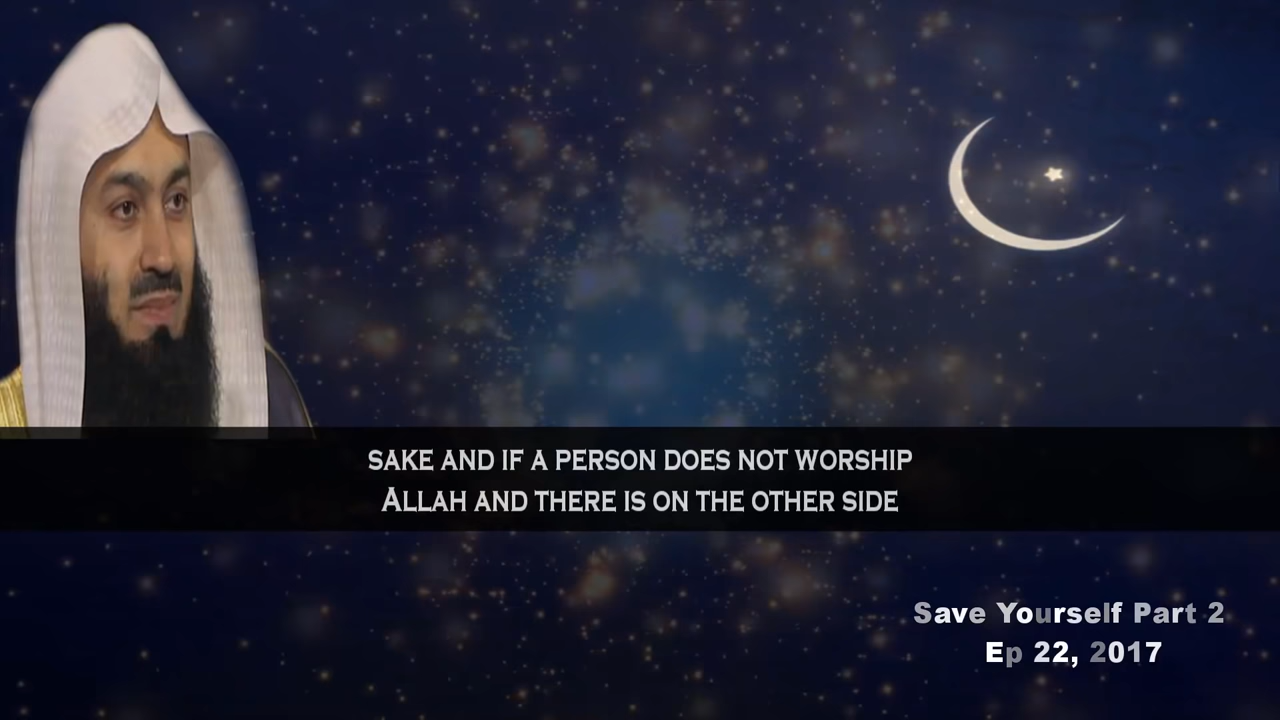 SAKE AND IF A PERSON DOES NOT WORSHIP
ALLAH AND THERE IS ON THE OTHER SIDE
Save Yourself Part 2
Ep 22, 2017